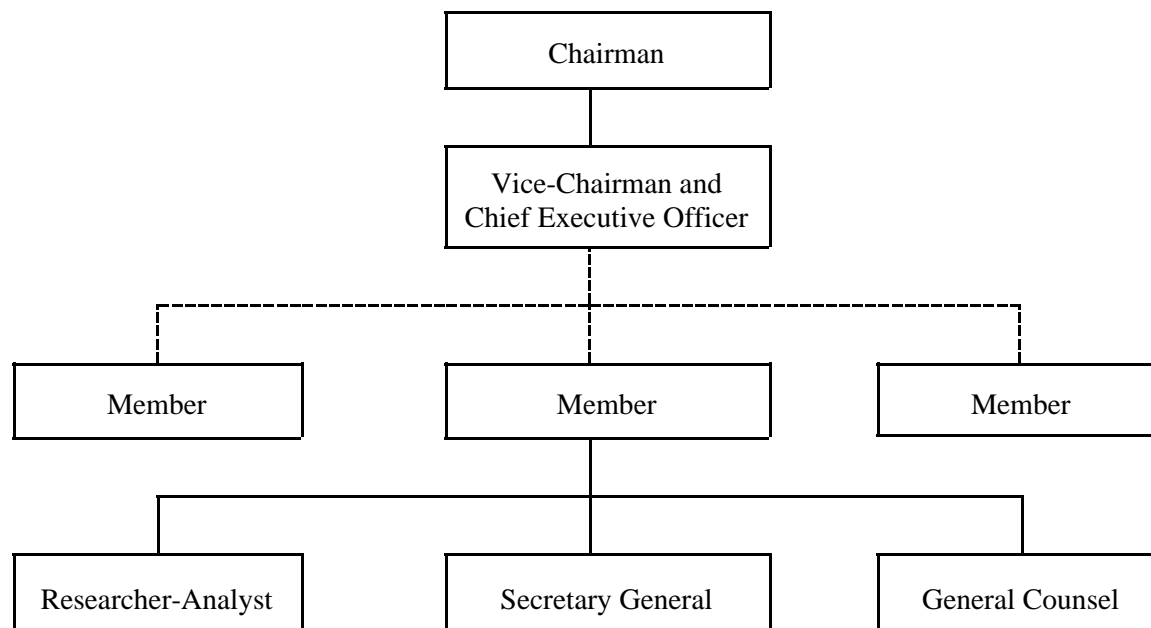 Chairman
Vice-Chairman and
Chief Executive Officer
Member
Member
Member
Researcher-Analyst
Secretary General
General Counsel